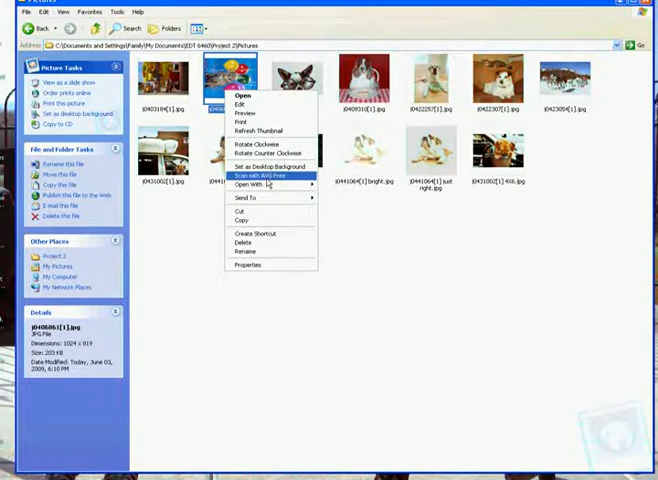 Pictures
File Edit View Favorites Tools Help
Back Search Folders
Address C:\Documents and Settings\Family\My Documents\EDT 6460\Project 2\Pictures Go
Picture Tasks
View as a slide show
Order prints online
Print this picture
Set as desktop background
Copy to CD
File and Folder Tasks
Rename this file
Move this file
Copy this file
Publish this file to the Web
E-mail this file
Delete this file
Other Places
Project 2
My Pictures
My Computer
My Network Places
Details
j0406861[1].jpg
JPG File
Dimensions: 1024 x 819
Size: 203 KB
Date Modified: Today, June 03, 2009, 6:10 PM
j0403184[1].jpg
j0409310[1].jpg
j0422257[1].jpg
j0422307[1].jpg
j0423054[1].jpg
j0431002[1].jpg
j0441064[1] bright.jpg
j0441064[1] just right.jpg
j0431002[1] 4X6.jpg
Open
Edit
Preview
Print
Refresh Thumbnail
Rotate Clockwise
Rotate Counter Clockwise
Set as Desktop Background
Scan with AVG Free
Open With
Send To
Cut
Copy
Create Shortcut
Delete
Rename
Properties